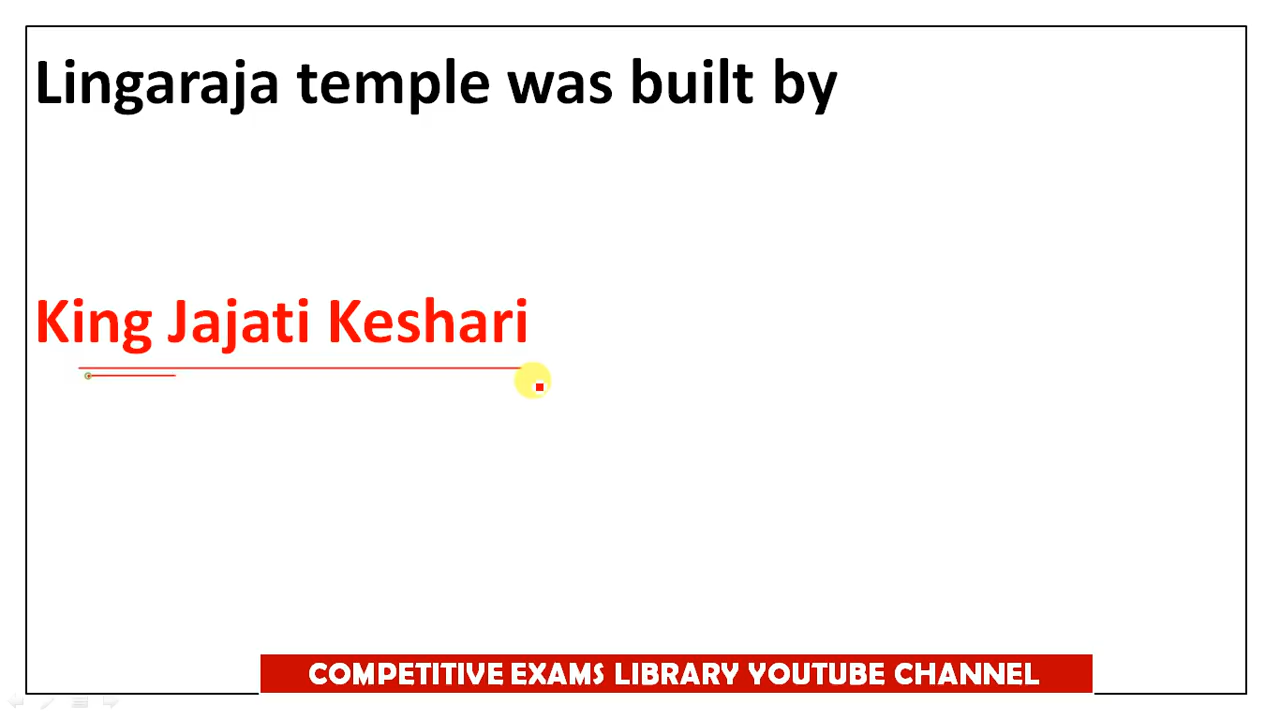 Lingaraja temple was built by
King Jajati Keshari
COMPETITIVE EXAMS LIBRARY YOUTUBE CHANNEL